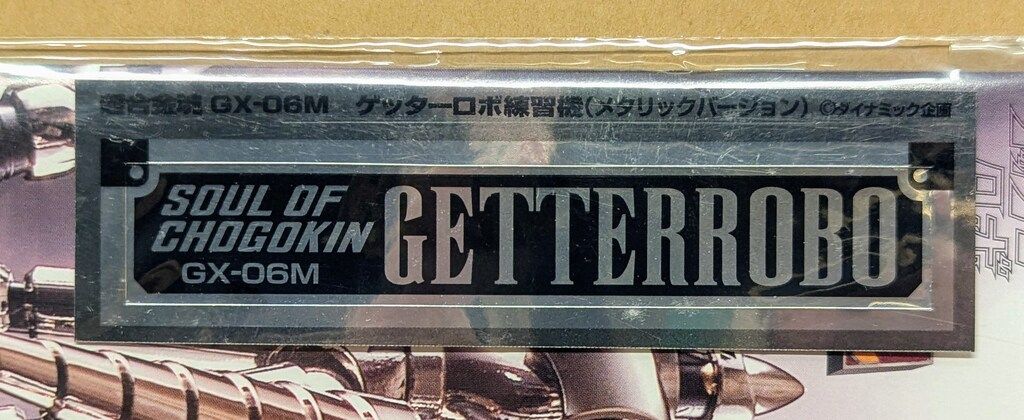 超合金魂 GX-06M ゲッターロボ練習機(メタリックバージョン) ©ダイナミック企画
SOUL OF
CHOGOKIN
GX-06M
GETTERROBO